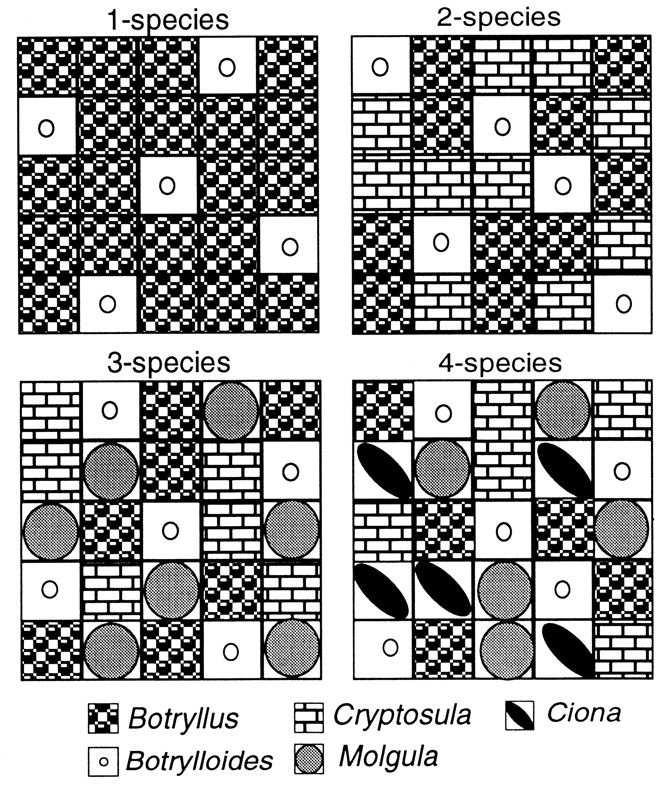 1-species
2-species
3-species
4-species
Botryllus
Cryptosula
Ciona
Botrylloides
Molgula